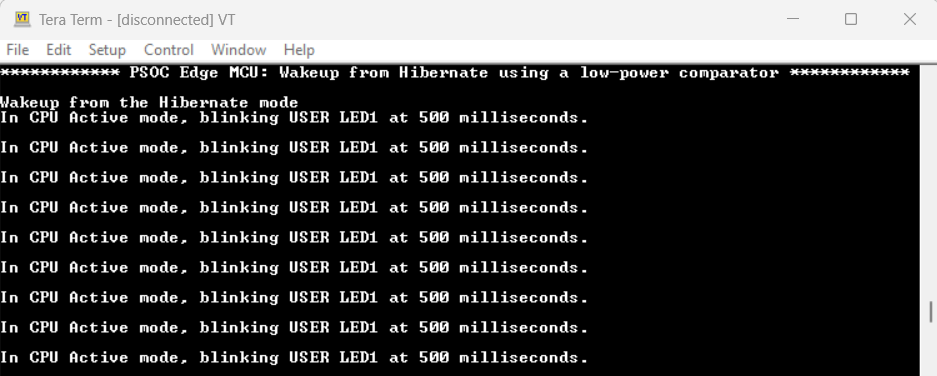 VT Tera Term - [disconnected] VT
File Edit Setup Control Window Help
************ PSOC Edge MCU: Wakeup from Hibernate using a low-power comparator ************
Wakeup from the Hibernate mode
In CPU Active mode, blinking USER LED1 at 500 milliseconds.
In CPU Active mode, blinking USER LED1 at 500 milliseconds.
In CPU Active mode, blinking USER LED1 at 500 milliseconds.
In CPU Active mode, blinking USER LED1 at 500 milliseconds.
In CPU Active mode, blinking USER LED1 at 500 milliseconds.
In CPU Active mode, blinking USER LED1 at 500 milliseconds.
In CPU Active mode, blinking USER LED1 at 500 milliseconds.
In CPU Active mode, blinking USER LED1 at 500 milliseconds.
In CPU Active mode, blinking USER LED1 at 500 milliseconds.